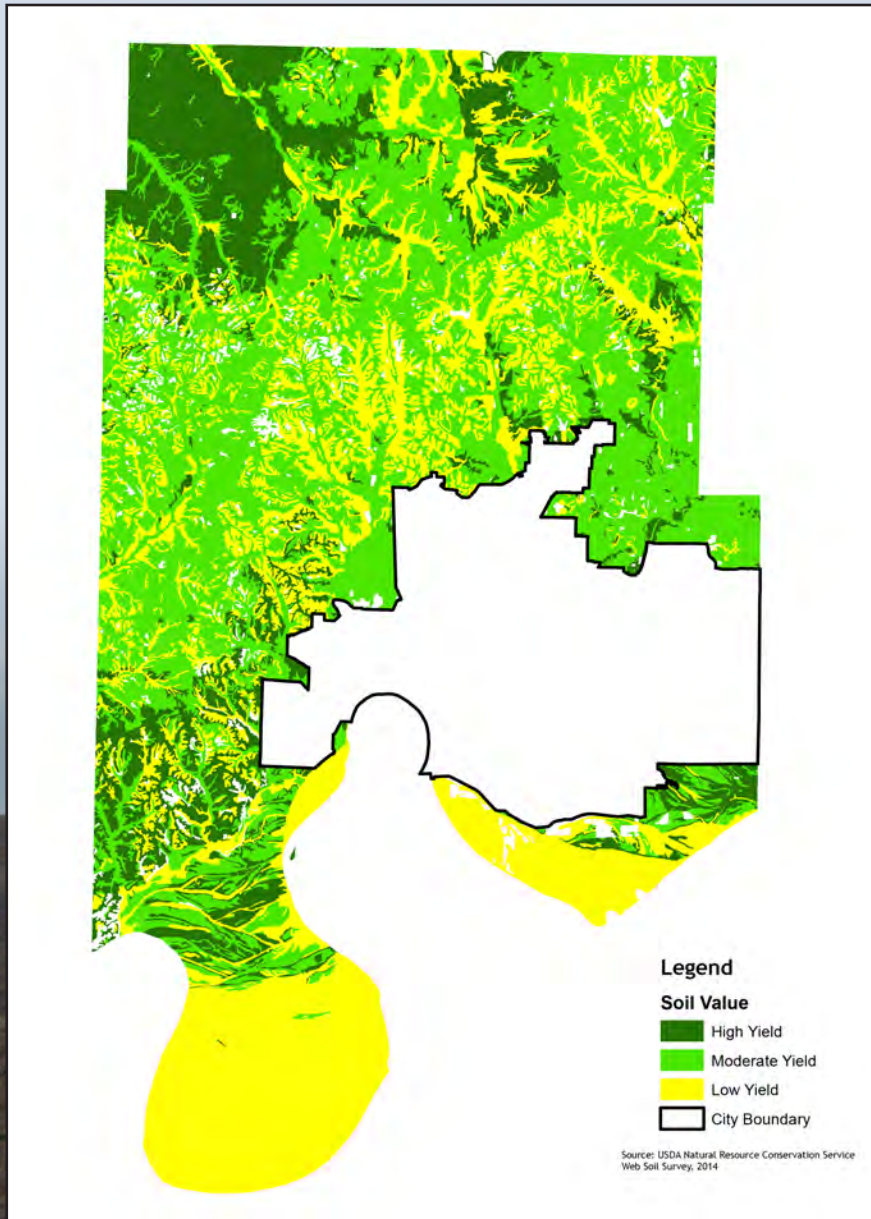 Legend
Soil Value
High Yield
Moderate Yield
Low Yield
City Boundary
Source: USDA Natural Resource Conservation Service
Web Soil Survey, 2014